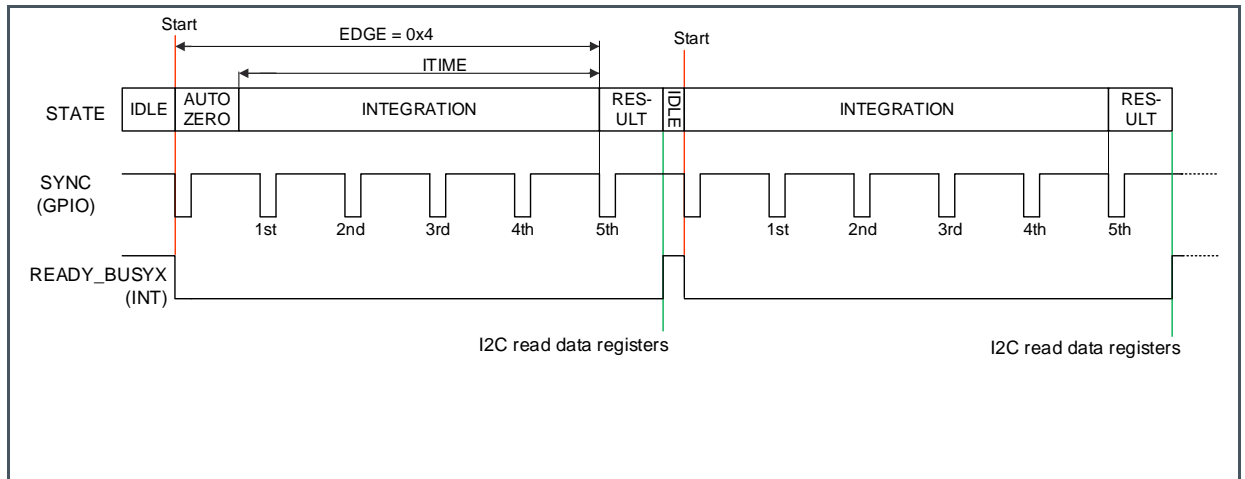 Start
EDGE = 0x4
Start
ITIME
STATE
IDLE
AUTO
ZERO
INTEGRATION
RES-
ULT
IDLE
INTEGRATION
RES-
ULT
SYNC
(GPIO)
1st
2nd
3rd
4th
5th
1st
2nd
3rd
4th
5th
READY_BUSYX
(INT)
I2C read data registers
I2C read data registers